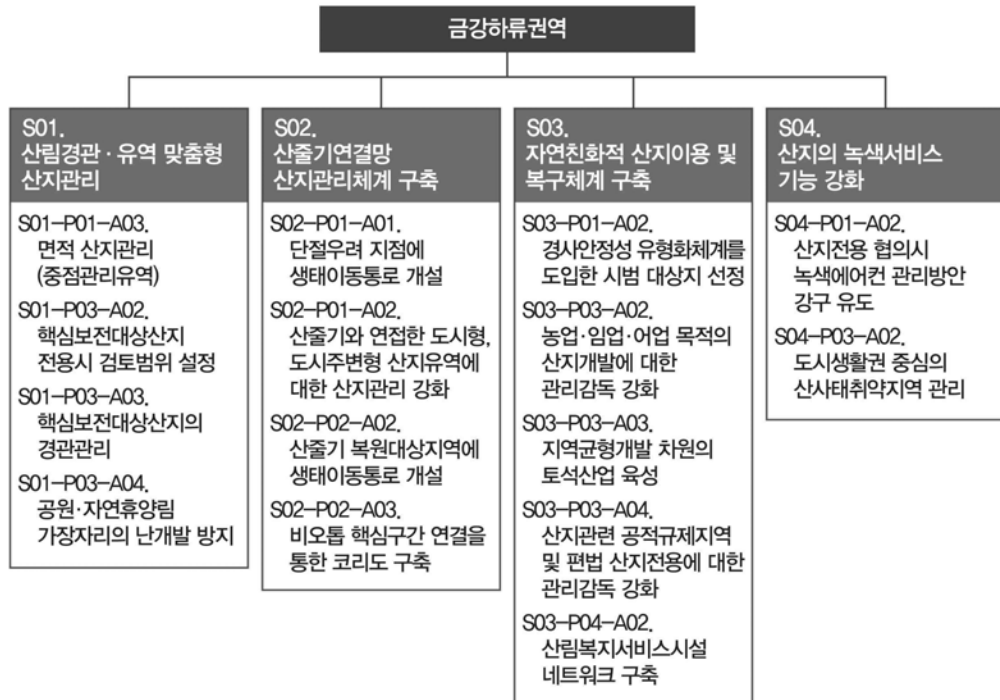 금강하류권역
S01.
산림경관·유역 맞춤형
산지관리
S01-P01-A03.
면적 산지관리
(중점관리유역)
S01-P03-A02.
핵심보전대상산지
전용시 검토범위 설정
S01-P03-A03.
핵심보전대상산지의
경관관리
S01-P03-A04.
공원·자연휴양림
가장자리의 난개발 방지
S02.
산줄기연결망
산지관리체계 구축
S02-P01-A01.
단절우려 지점에
생태이동통로 개설
S02-P01-A02.
산줄기와 연접한 도시형,
도시주변형 산지유역에
대한 산지관리 강화
S02-P02-A02.
산줄기 복원대상지역에
생태이동통로 개설
S02-P02-A03.
비오톱 핵심구간 연결을
통한 코리도 구축
S03.
자연친화적 산지이용 및
복구체계 구축
S03-P01-A02.
경사안정성 유형화체계를
도입한 시범 대상지 선정
S03-P03-A02.
농업·임업·어업 목적의
산지개발에 대한
관리감독 강화
S03-P03-A03.
지역균형개발 차원의
토석산업 육성
S03-P03-A04.
산지관련 공적규제지역
및 편법 산지전용에 대한
관리감독 강화
S03-P04-A02.
산림복지서비스시설
네트워크 구축
S04.
산지의 녹색서비스
기능 강화
S04-P01-A02.
산지전용 협의시
녹색에어컨 관리방안
강구 유도
S04-P03-A02.
도시생활권 중심의
산사태취약지역 관리